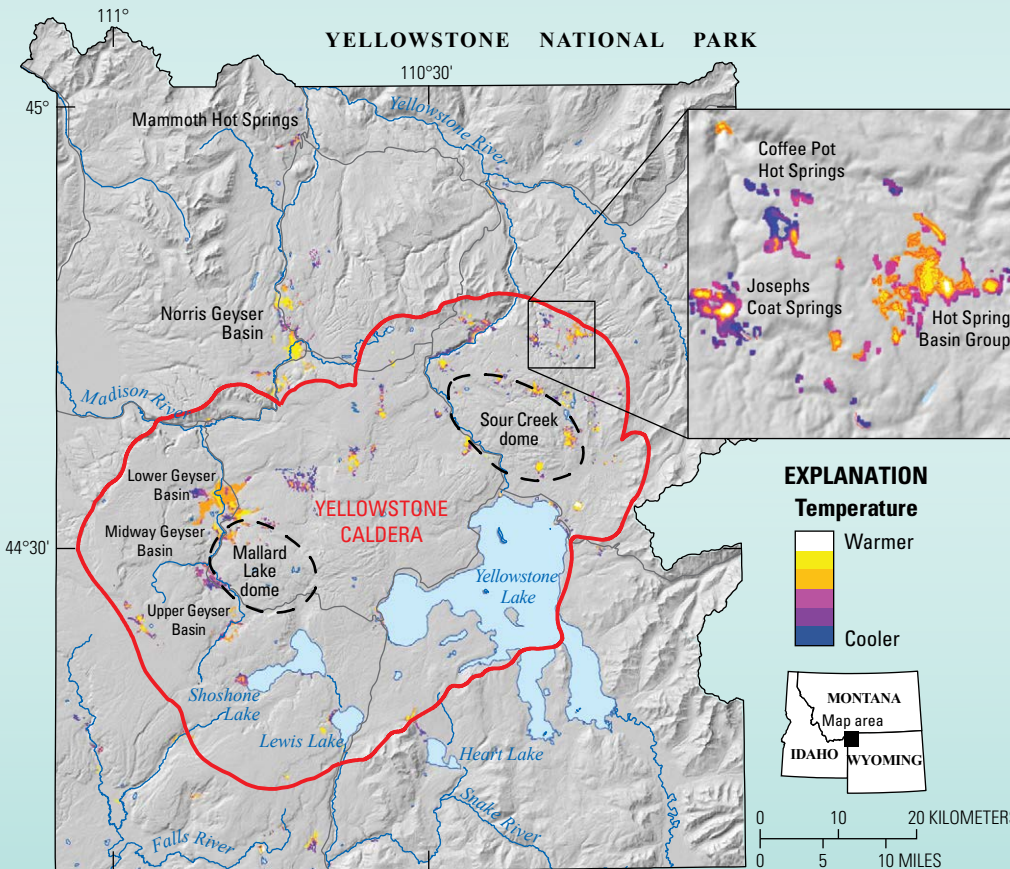 111°
YELLOWSTONE NATIONAL PARK
110°30'
45°
Yellowstone River
Mammoth Hot Springs
Coffee Pot
Hot Springs
Josephs
Coat Springs
Hot Spring
Basin Group
Norris Geyser
Basin
Madison River
Sour Creek
dome
Lower Geyser
Basin
YELLOWSTONE
CALDERA
Midway Geyser
Basin
44°30'
Mallard
Lake
dome
Yellowstone
Lake
Upper Geyser
Basin
Shoshone
Lake
Lewis Lake
Heart Lake
Snake River
Falls River
EXPLANATION
Temperature
Warmer
Cooler
MONTANA
Map area
IDAHO
WYOMING
0 10 20 KILOMETERS
0 5 10 MILES